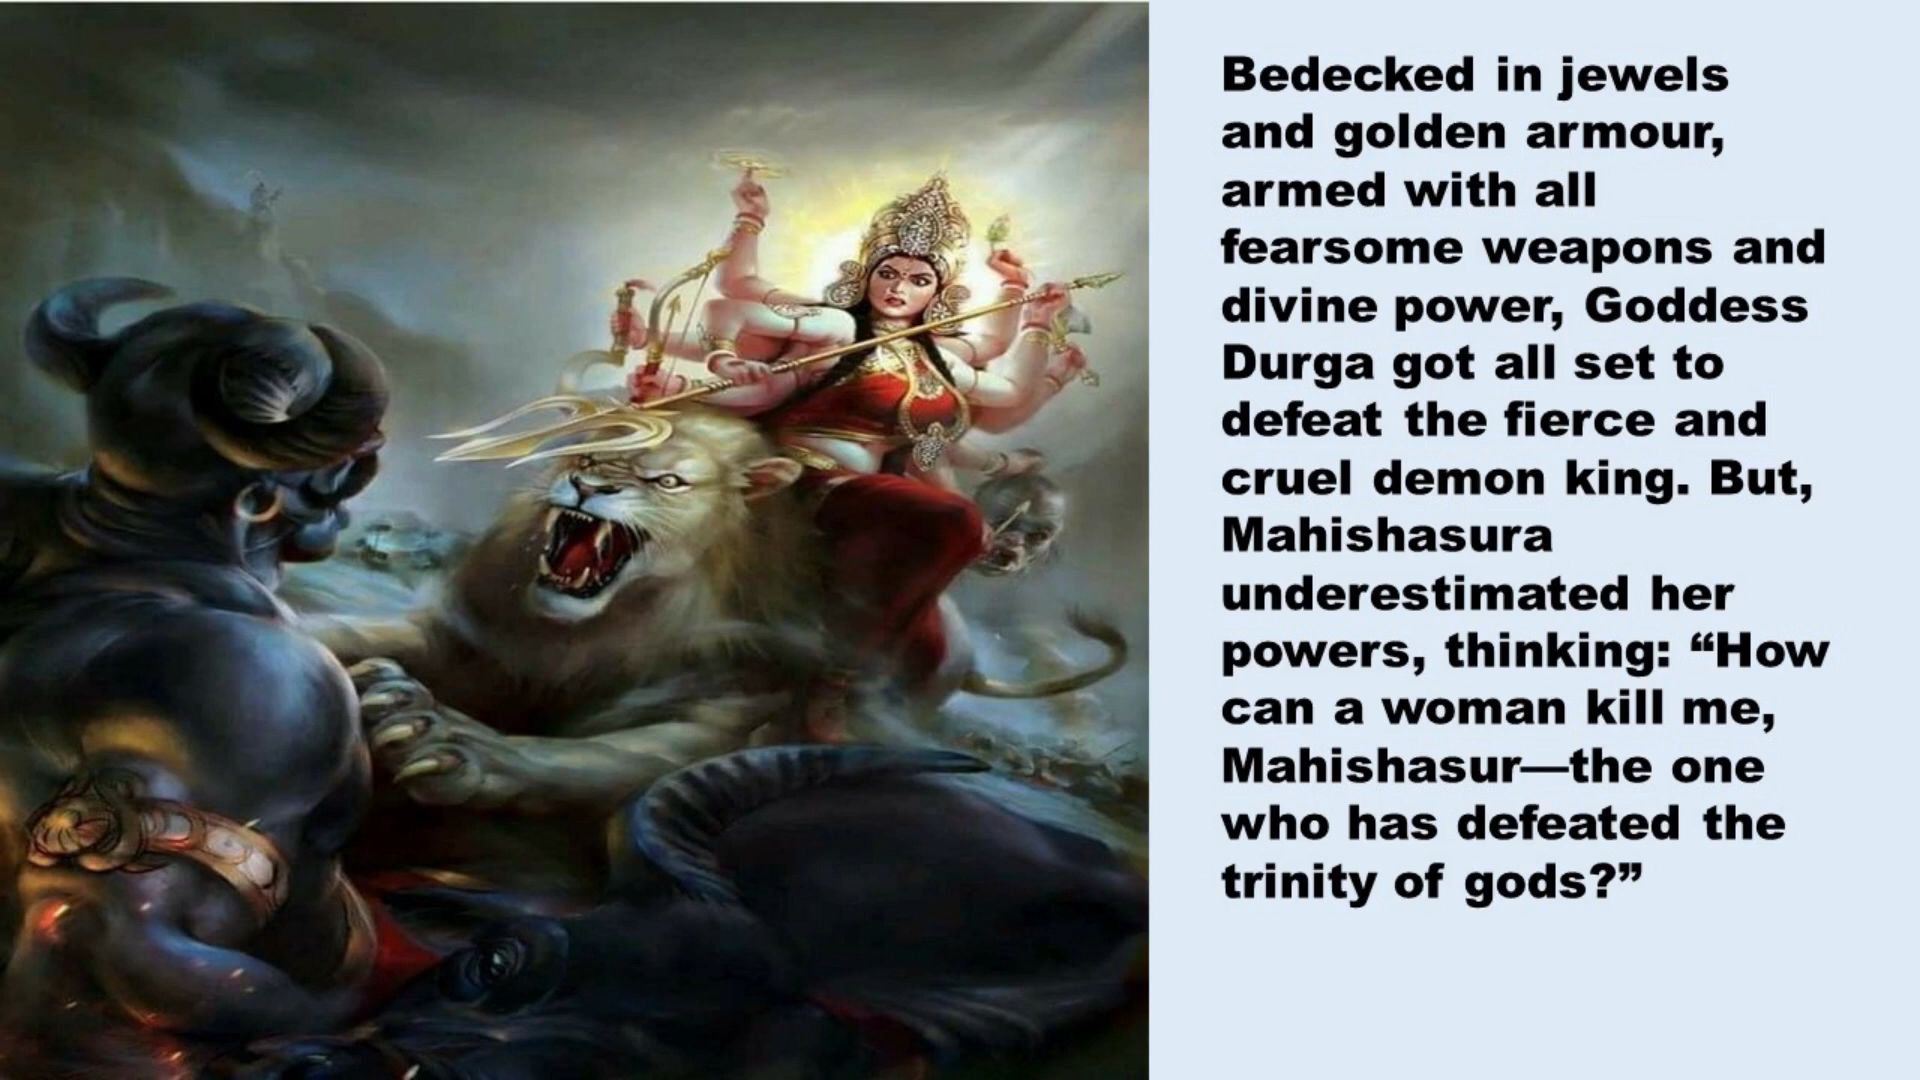 Bedecked in jewels
and golden armour,
armed with all
fearsome weapons and
divine power, Goddess
Durga got all set to
defeat the fierce and
cruel demon king. But,
Mahishasura
underestimated her
powers, thinking: “How
can a woman kill me,
Mahishasur—the one
who has defeated the
trinity of gods?”